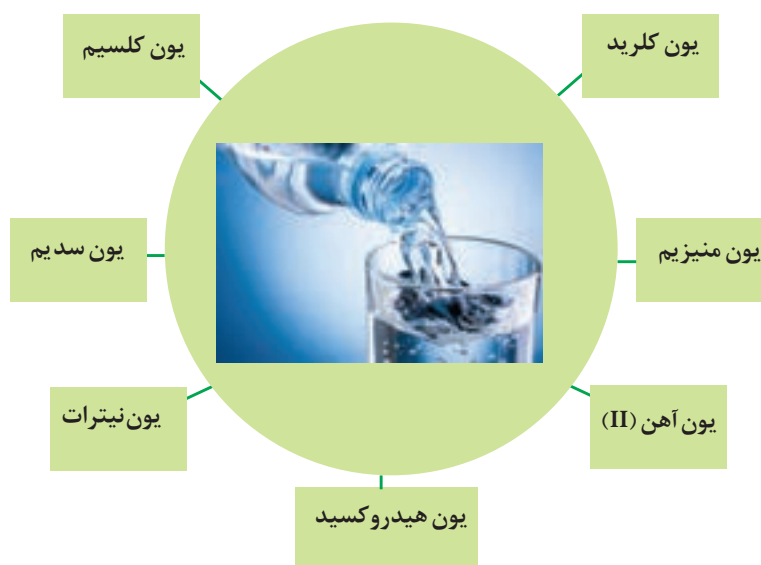 یون کلرید
یون کلسیم
یون منیزیم
یون سدیم
یون آهن (II)
یون نیترات
یون هیدروکسید